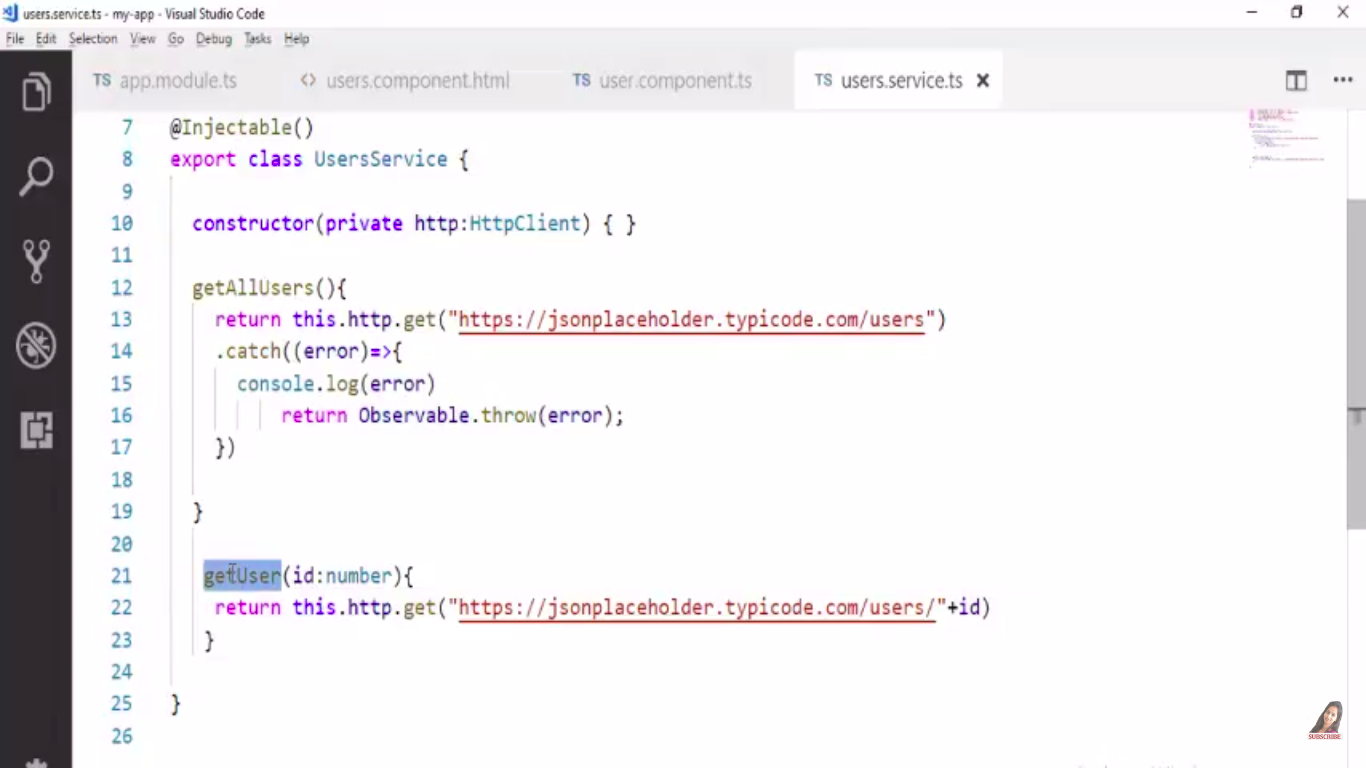 users.service.ts - my-app - Visual Studio Code
File Edit Selection View Go Debug Tasks Help
TS app.module.ts <> users.component.html TS user.component.ts TS users.service.ts
7 @Injectable()
8 export class UsersService {
9
10 constructor(private http:HttpClient) { }
11
12 getAllUsers(){
13 return this.http.get("https://jsonplaceholder.typicode.com/users")
14 .catch((error)=>{
15 console.log(error)
16 return Observable.throw(error);
17 })
18
19 }
20
21 getUser(id:number){
22 return this.http.get("https://jsonplaceholder.typicode.com/users/"+id)
23 }
24
25 }
26
SUBSCRIBE